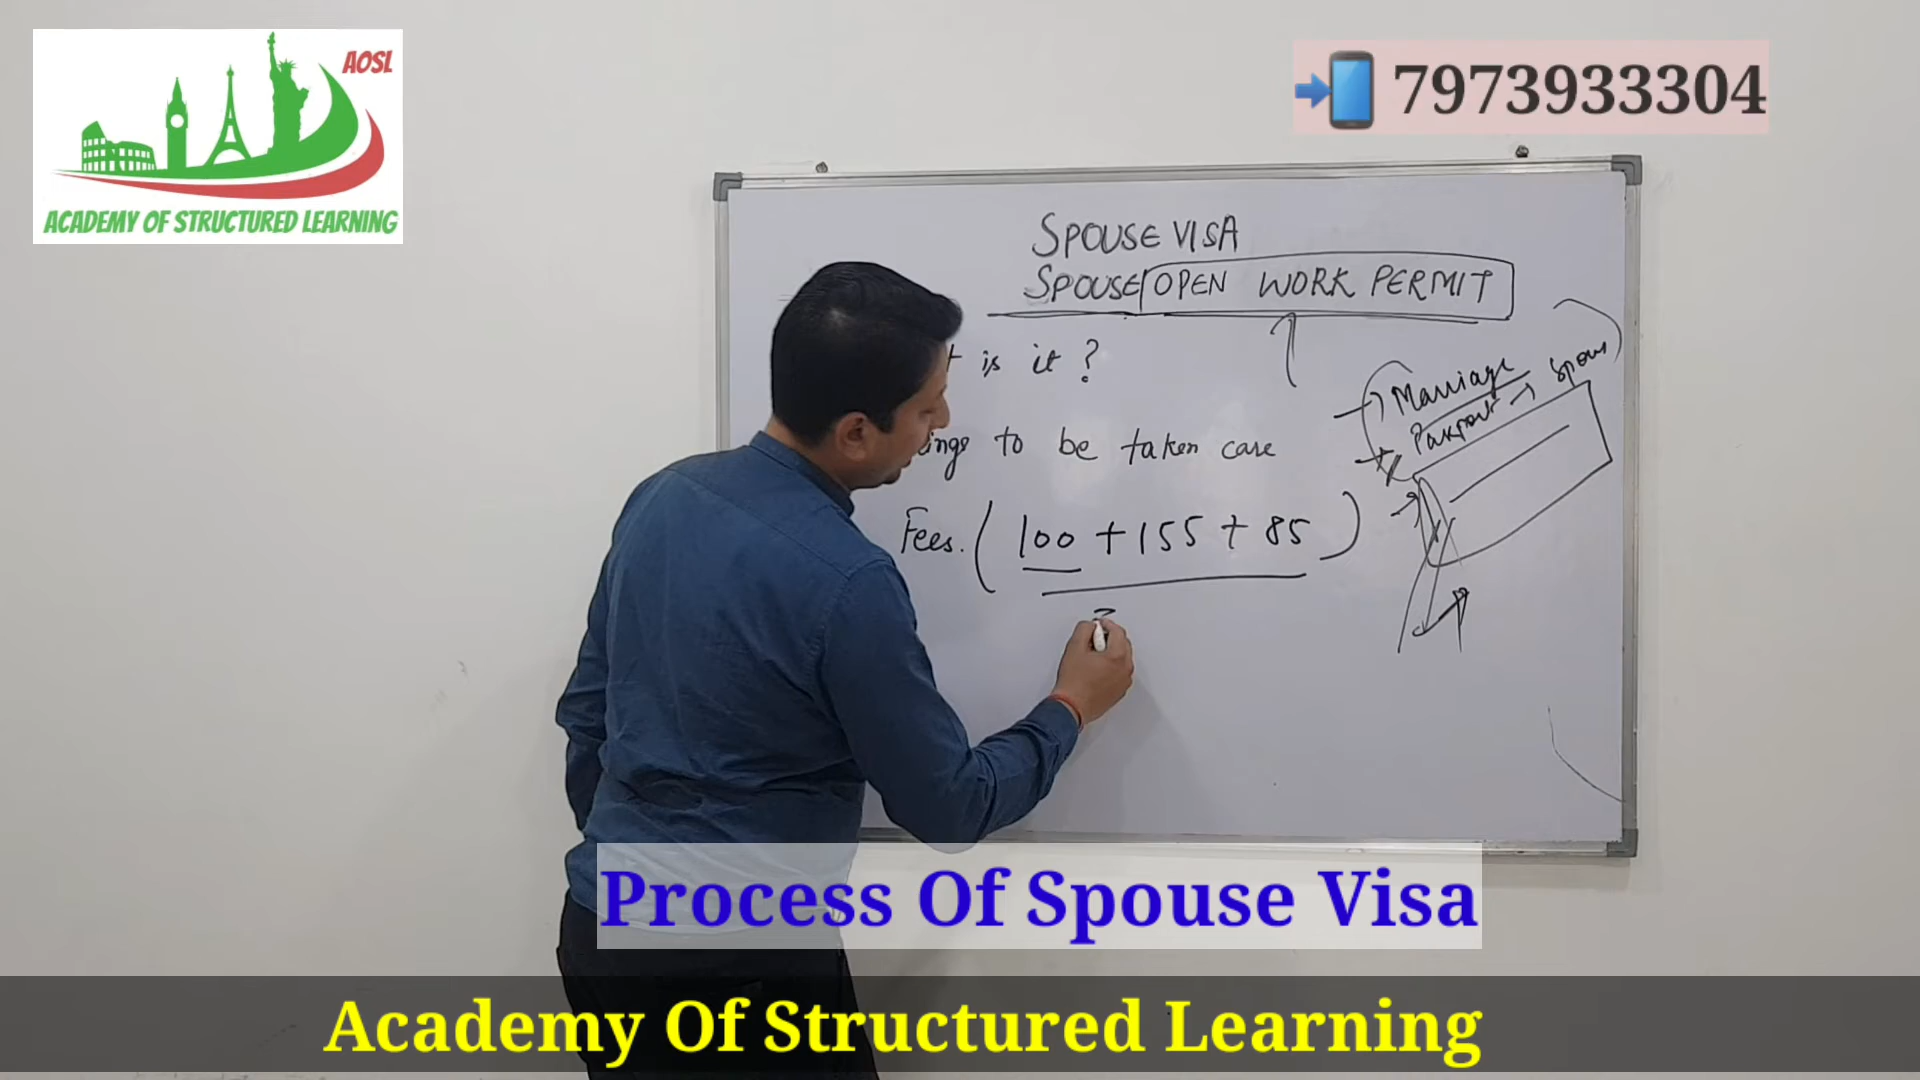 AOSL
ACADEMY OF STRUCTURED LEARNING
7973933304
SPOUSE VISA
SPOUSE OPEN WORK PERMIT
is it ?
to be taken care
Fees. ( 100 + 155 + 85 )
Marriage
Passport → Spous
Process Of Spouse Visa
Academy Of Structured Learning